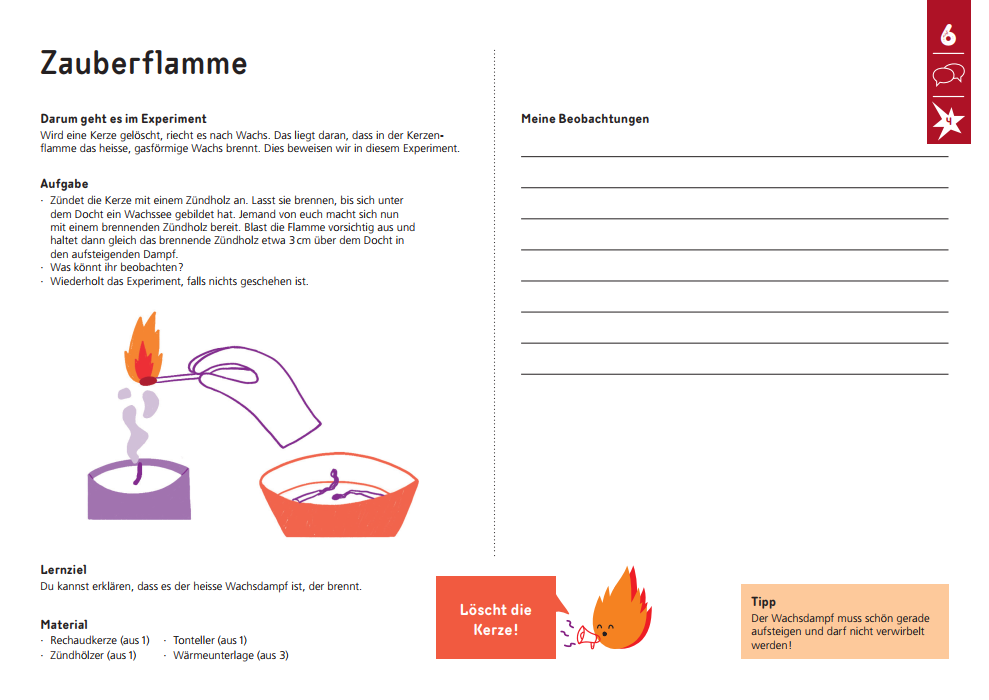 Zauberflamme
Darum geht es im Experiment
Wird eine Kerze gelöscht, riecht es nach Wachs. Das liegt daran, dass in der Kerzen-
flamme das heisse, gasförmige Wachs brennt. Dies beweisen wir in diesem Experiment.
Aufgabe
· Zündet die Kerze mit einem Zündholz an. Lasst sie brennen, bis sich unter
dem Docht ein Wachssee gebildet hat. Jemand von euch macht sich nun
mit einem brennenden Zündholz bereit. Blast die Flamme vorsichtig aus und
haltet dann gleich das brennende Zündholz etwa 3 cm über dem Docht in
den aufsteigenden Dampf.
· Was könnt ihr beobachten?
· Wiederholt das Experiment, falls nichts geschehen ist.
Lernziel
Du kannst erklären, dass es der heisse Wachsdampf ist, der brennt.
Material
· Rechaudkerze (aus 1) · Tonteller (aus 1)
· Zündhölzer (aus 1) · Wärmeunterlage (aus 3)
Meine Beobachtungen
6
4
Löscht die
Kerze!
Tipp
Der Wachsdampf muss schön gerade
aufsteigen und darf nicht verwirbelt
werden!